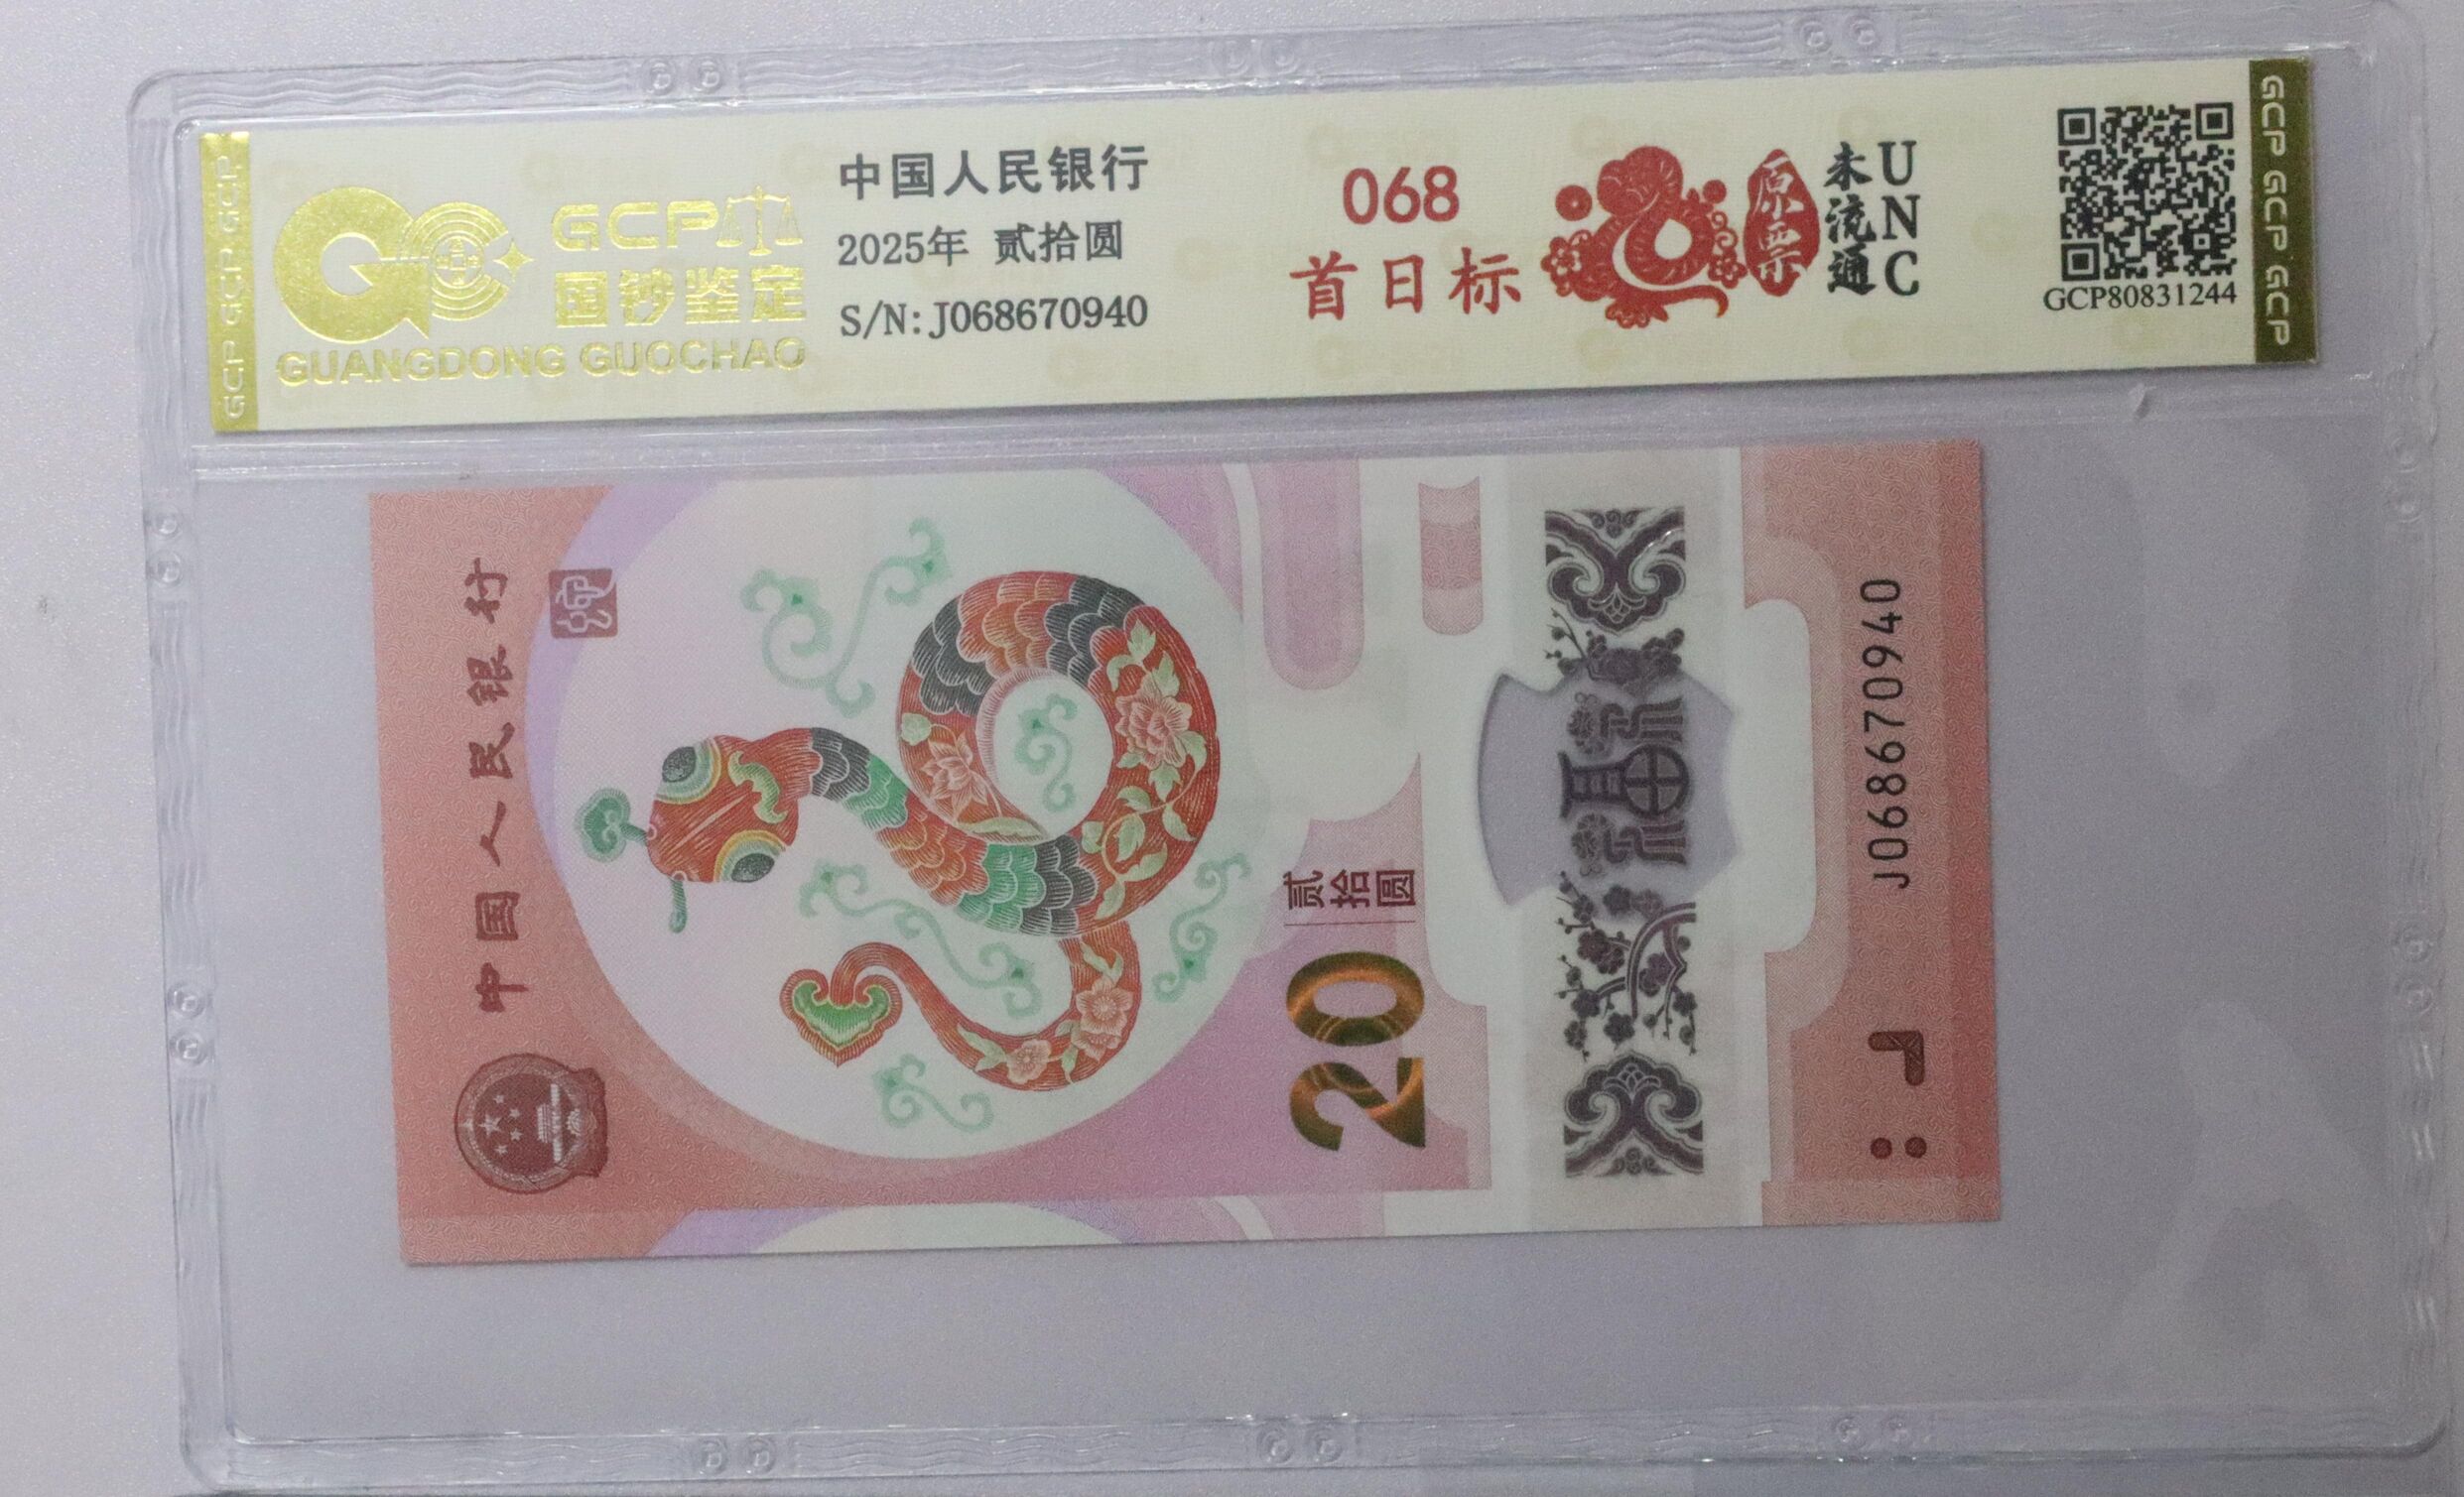 GCP GCP GCP
GCP
国钞鉴定
GUANGDONG GUOCHAO
中国人民银行
2025年 贰拾圆
S/N:J068670940
068
首日标
原票
未流通
UNC
GCP80831244
GCP GCP GCP
中国人民银行
贰拾圆
20
福
J068670940